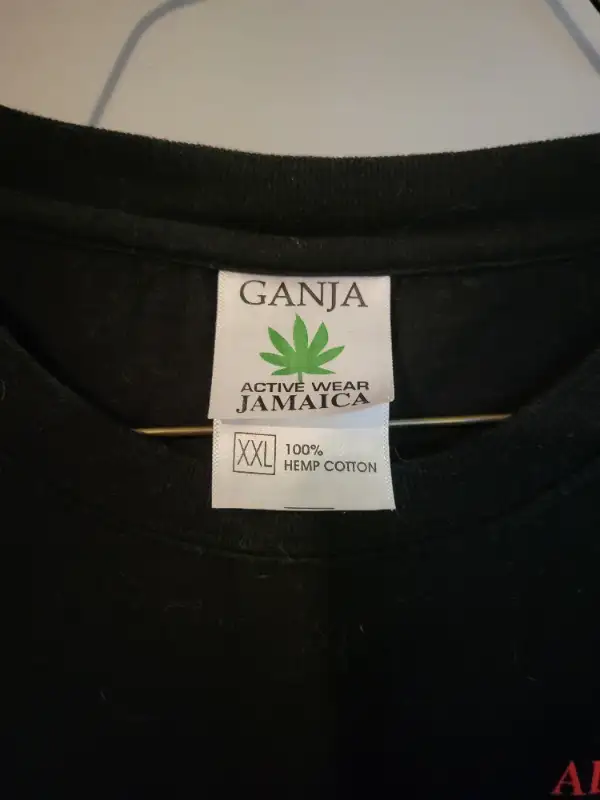 GANJA
ACTIVE WEAR
JAMAICA
XXL
100%
HEMP COTTON